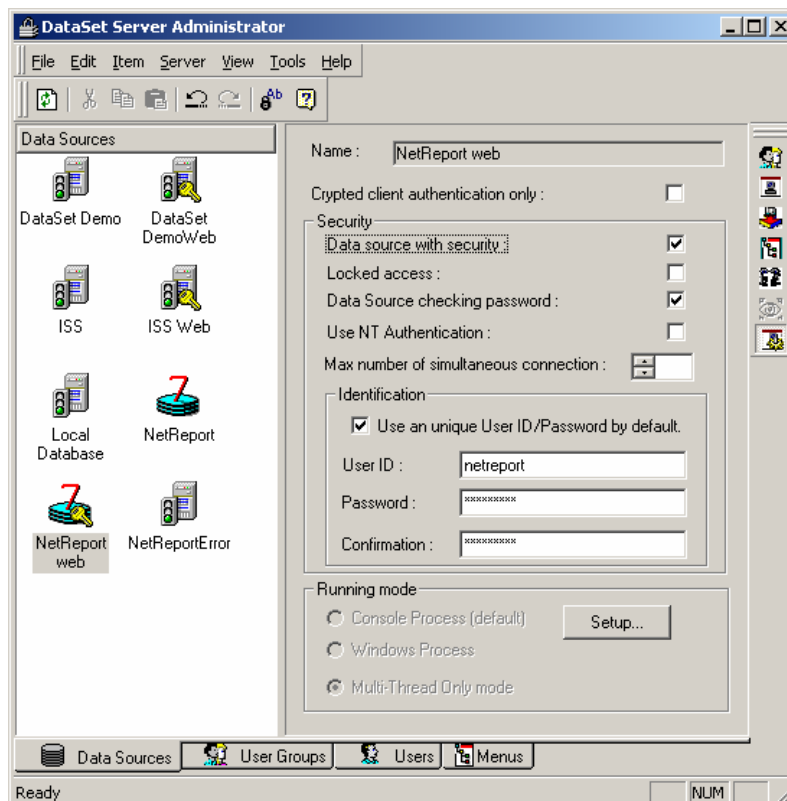 DataSet Server Administrator
File Edit Item Server View Tools Help
Ab
Data Sources
DataSet Demo
DataSet
DemoWeb
ISS
ISS Web
Local
Database
NetReport
NetReport
web
NetReportError
Name :
NetReport web
Crypted client authentication only :
Security
Data source with security :
Locked access :
Data Source checking password :
Use NT Authentication :
Max number of simultaneous connection :
Identification
Use an unique User ID/Password by default.
User ID :
netreport
Password :
*********
Confirmation :
*********
Running mode
Console Process (default)
Setup...
Windows Process
Multi-Thread Only mode
Data Sources
User Groups
Users
Menus
Ready
NUM